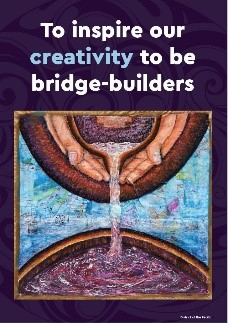 To inspire our
creativity to be
bridge-builders